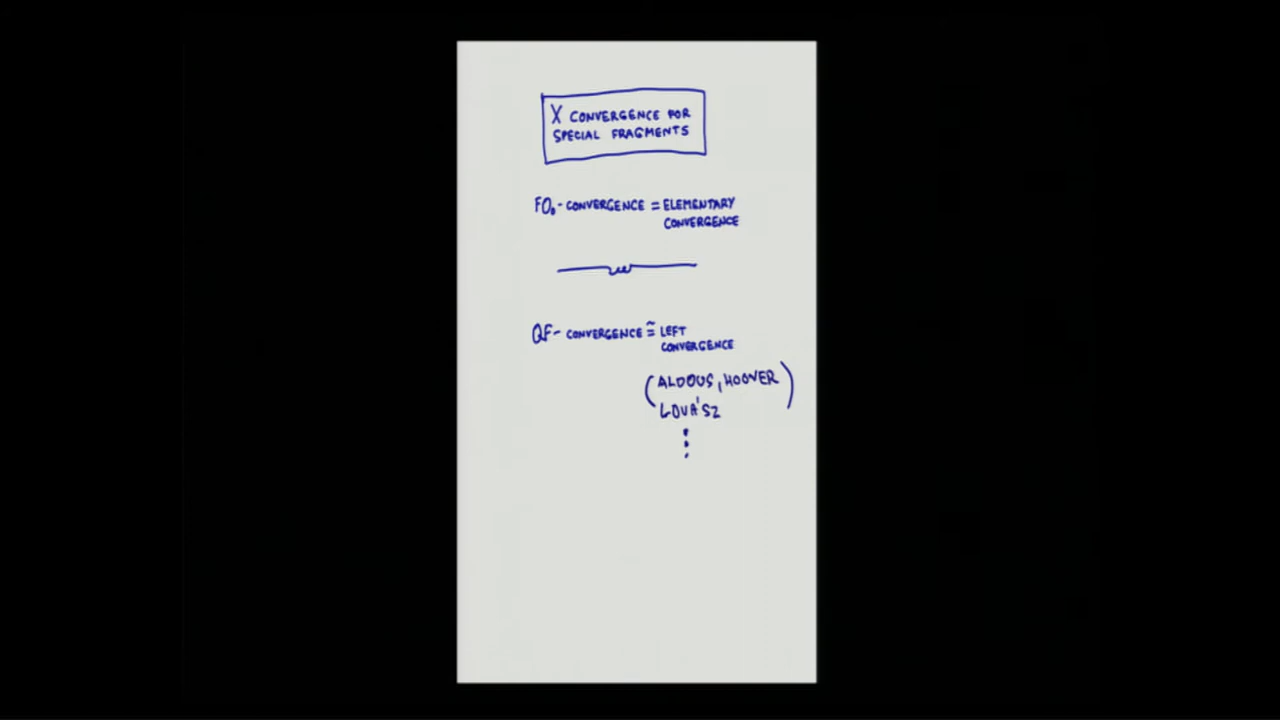 X CONVERGENCE FOR
SPECIAL FRAGMENTS
FO₀-CONVERGENCE = ELEMENTARY
CONVERGENCE
QF-CONVERGENCE ≅ LEFT
CONVERGENCE
(ALDOUS, HOOVER
LOVÁSZ)
⋮